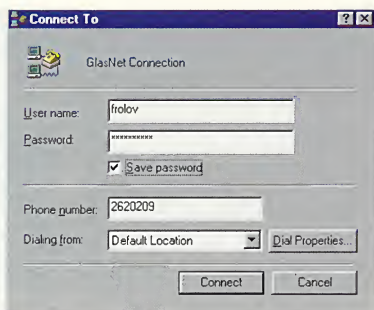 Connect To
GlasNet Connection
User name: frolov
Password: **********
Save password
Phone number: 2620209
Dialing from: Default Location Dial Properties...
Connect Cancel